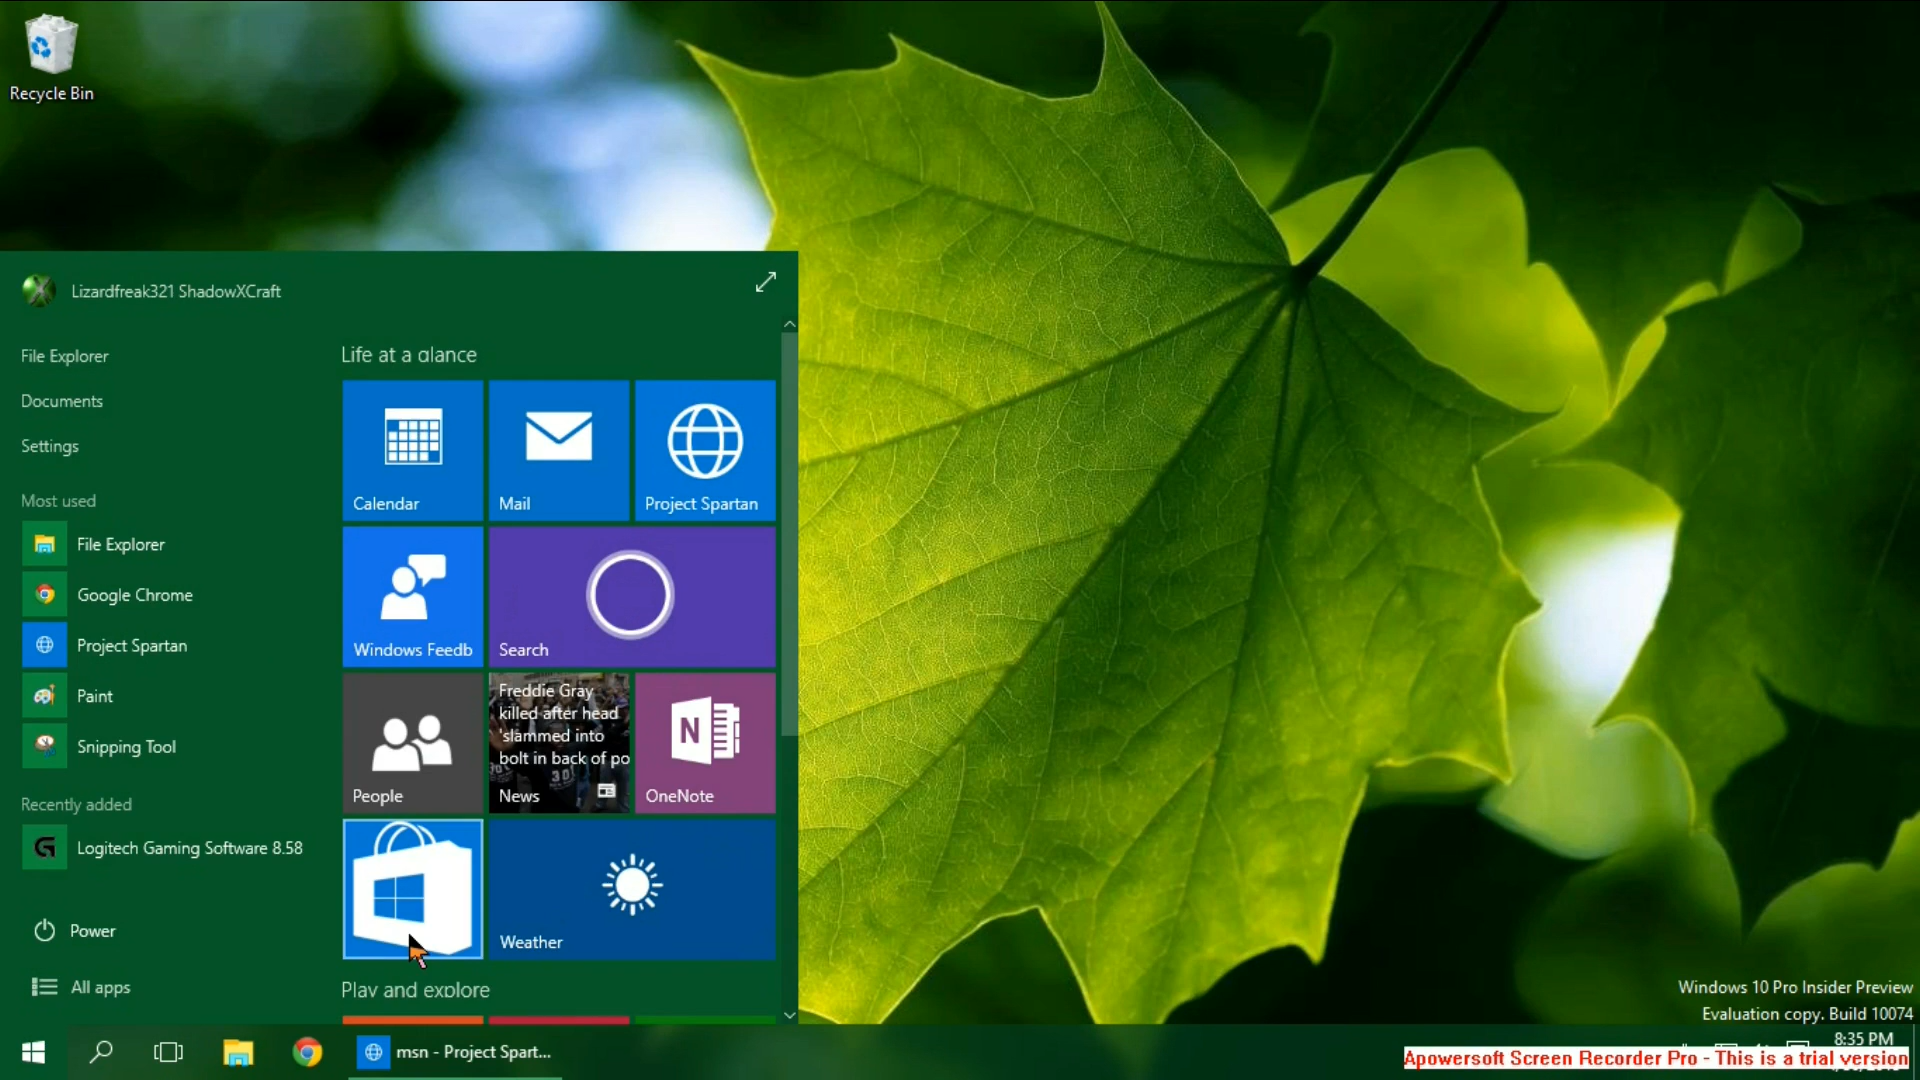 Recycle Bin
Lizardfreak321 ShadowXCraft
File Explorer
Documents
Settings
Most used
File Explorer
Google Chrome
Project Spartan
Paint
Snipping Tool
Recently added
Logitech Gaming Software 8.58
Power
All apps
Life at a glance
Calendar
Mail
Project Spartan
Windows Feedb
Search
People
Freddie Gray
killed after head
'slammed into
bolt in back of po
News
OneNote
Weather
Play and explore
msn - Project Spart...
Windows 10 Pro Insider Preview
Evaluation copy. Build 10074
8:35 PM
Apowersoft Screen Recorder Pro - This is a trial version